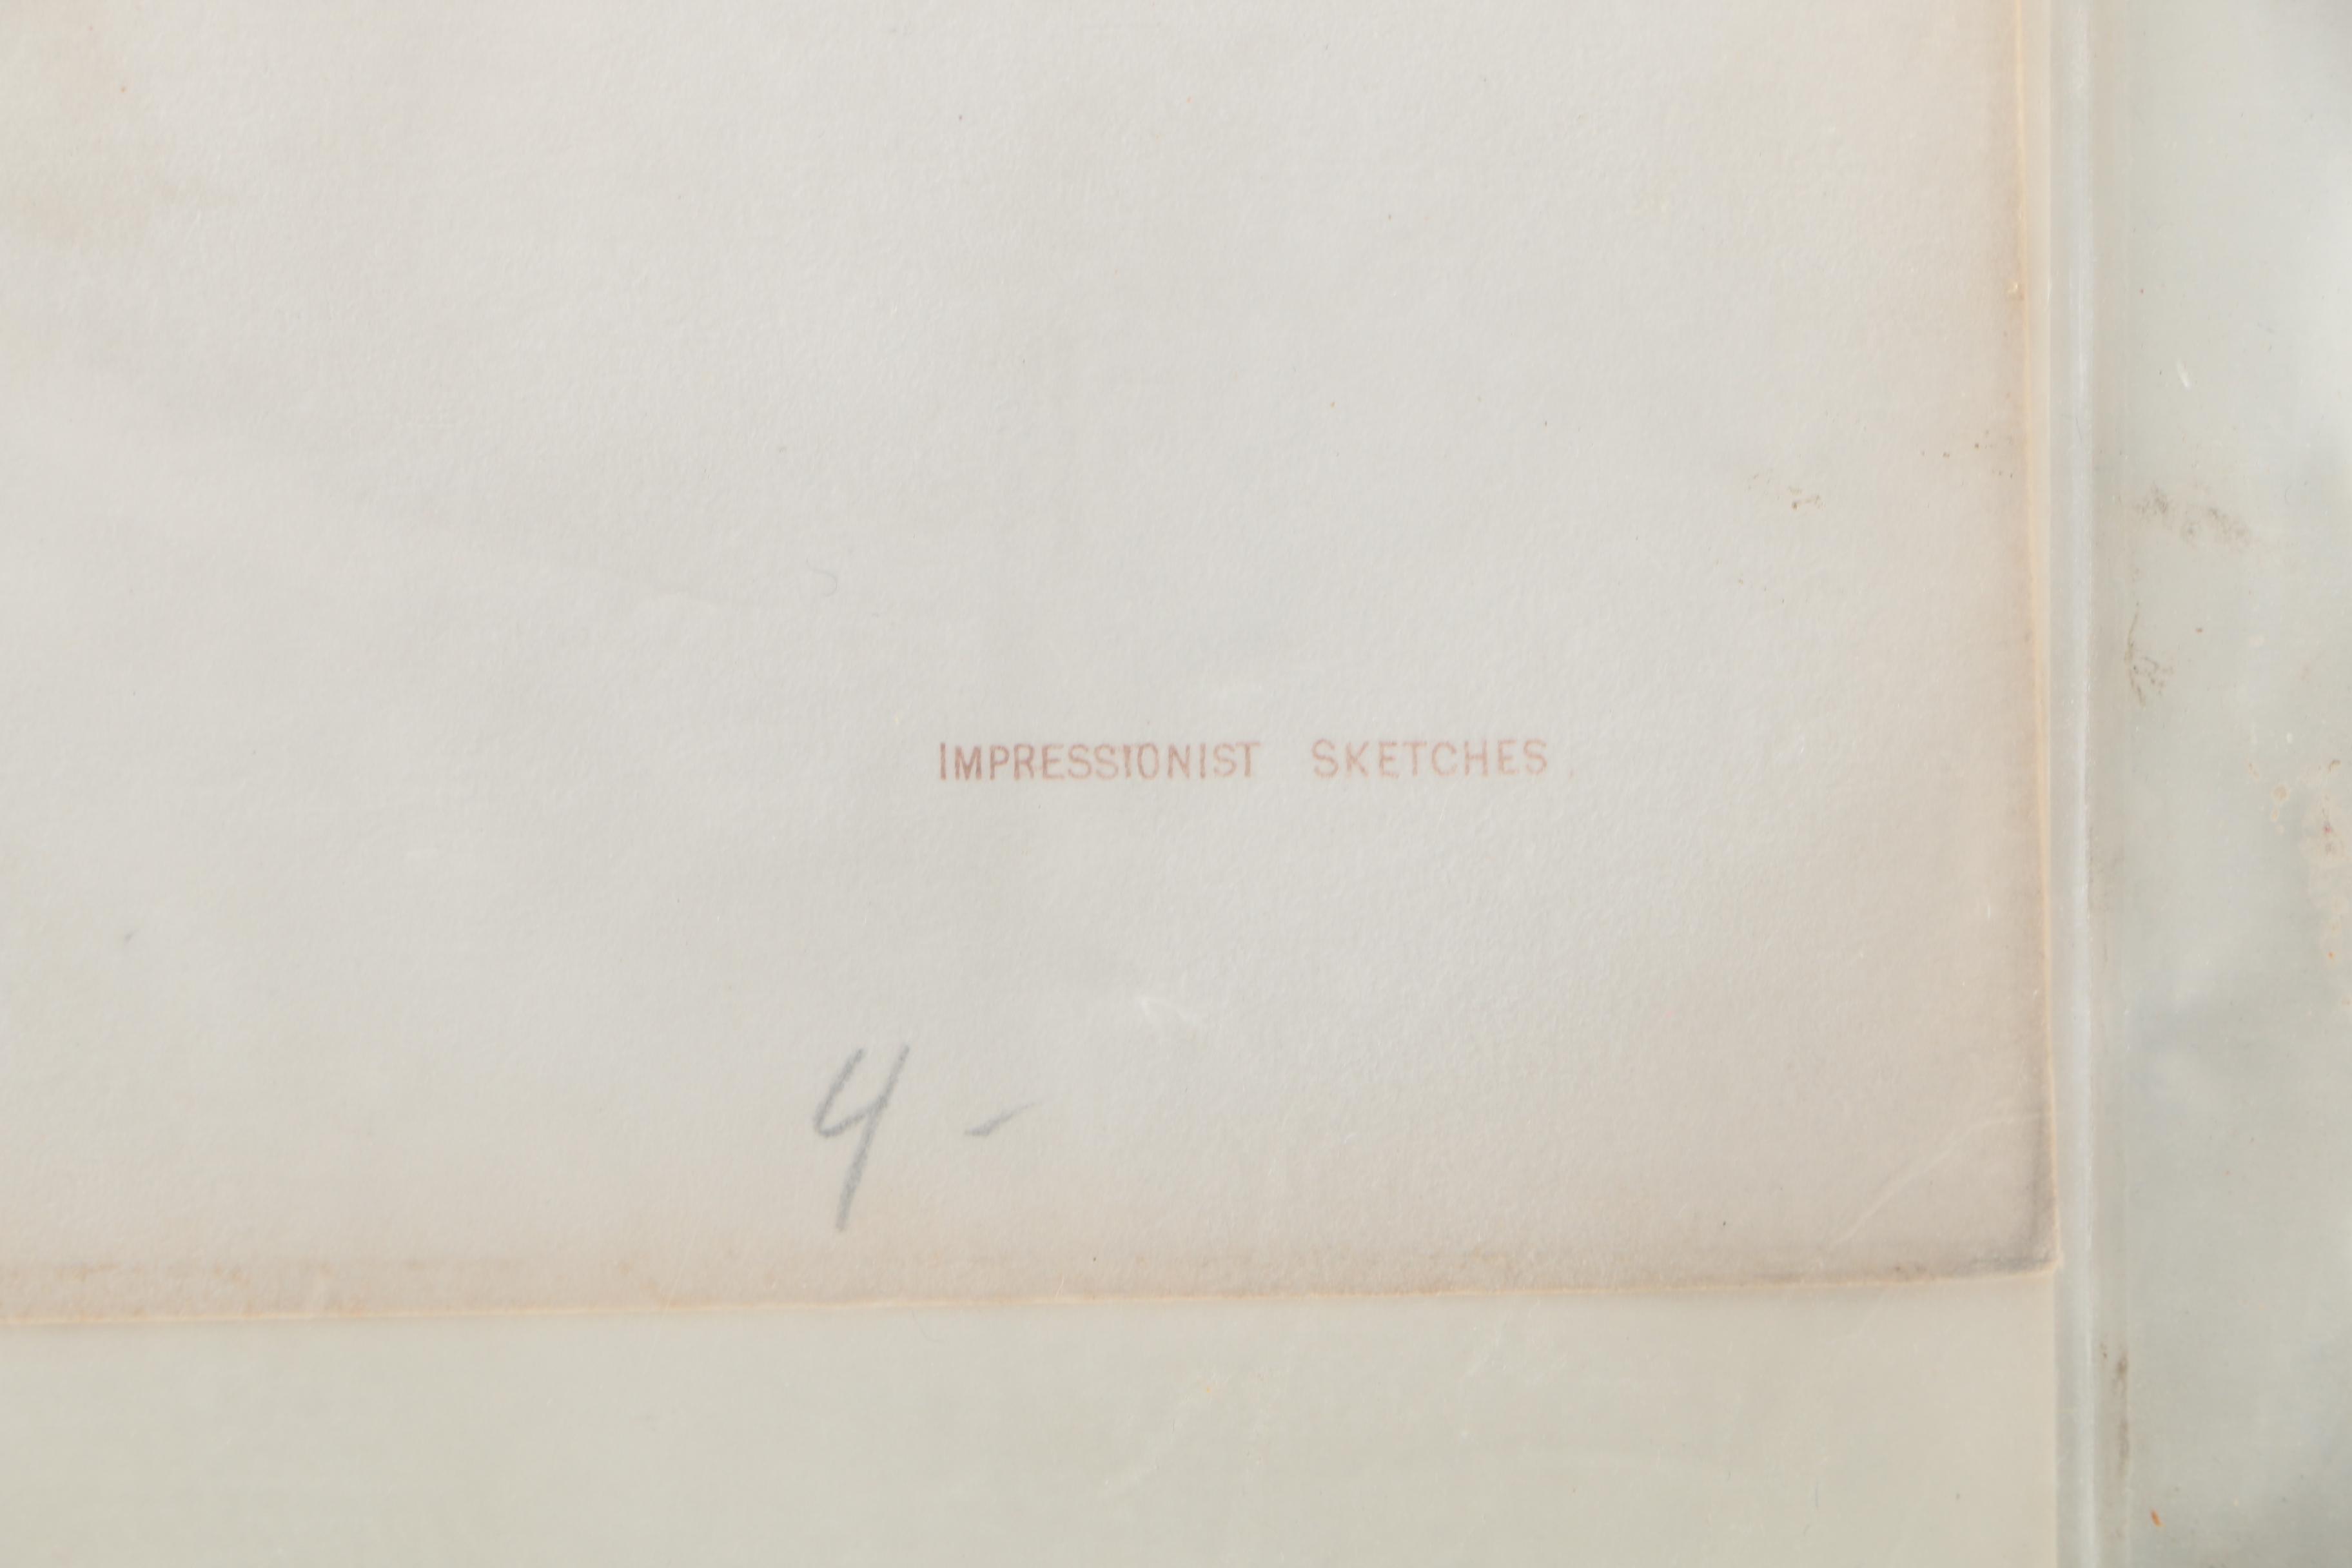 IMPRESSIONIST SKETCHES
4 -